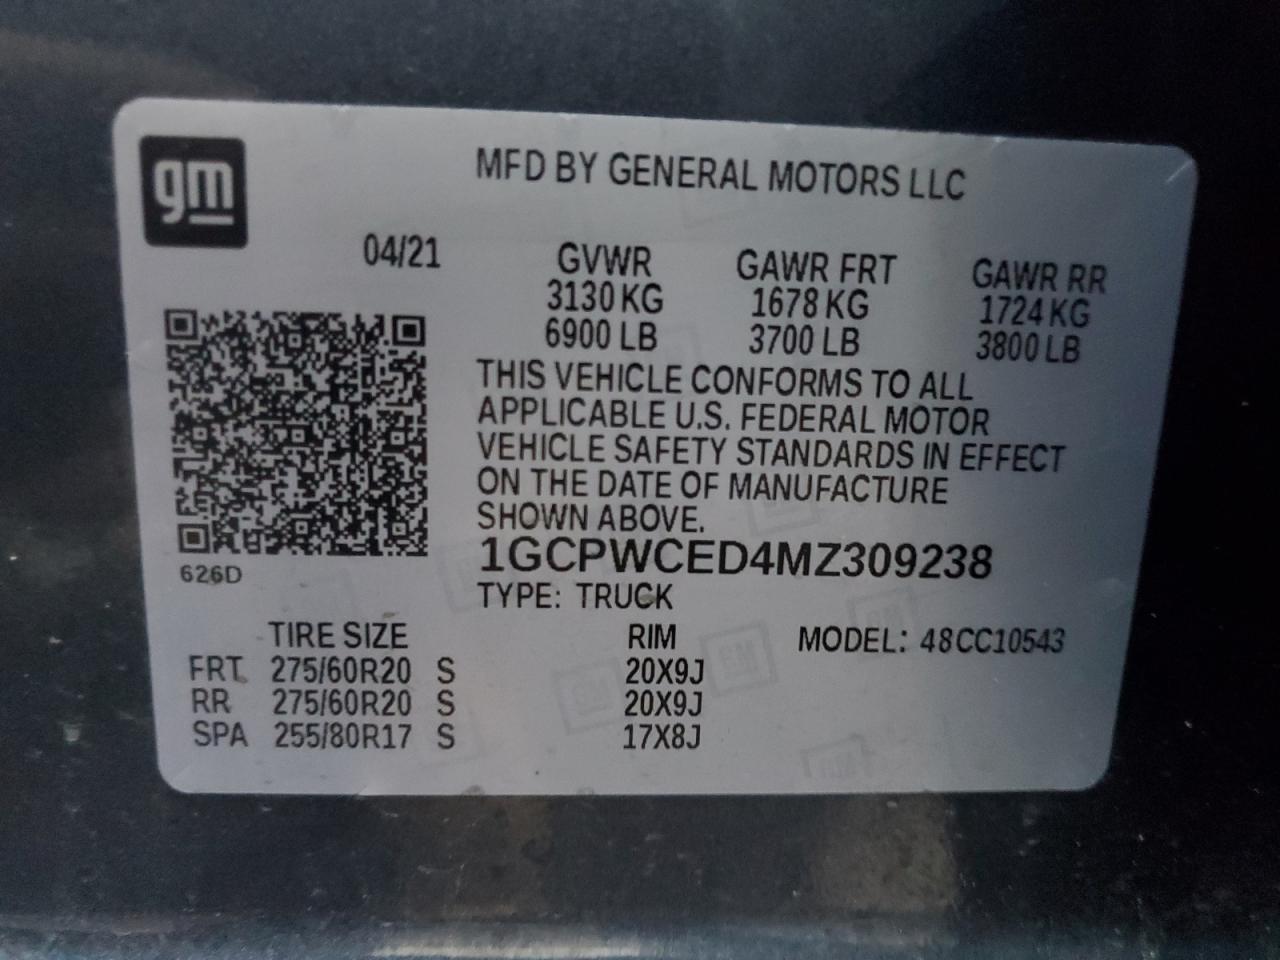 gm
MFD BY GENERAL MOTORS LLC
04/21 GVWR GAWR FRT GAWR RR
3130 KG 1678 KG 1724 KG
6900 LB 3700 LB 3800 LB
THIS VEHICLE CONFORMS TO ALL
APPLICABLE U.S. FEDERAL MOTOR
VEHICLE SAFETY STANDARDS IN EFFECT
ON THE DATE OF MANUFACTURE
SHOWN ABOVE.
1GCPWCED4MZ309238
626D
TYPE: TRUCK
TIRE SIZE RIM MODEL: 48CC10543
FRT 275/60R20 S 20X9J
RR 275/60R20 S 20X9J
SPA 255/80R17 S 17X8J